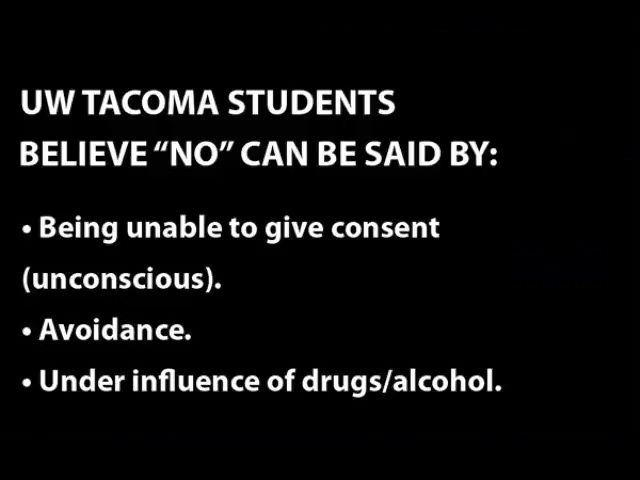 UW TACOMA STUDENTS
BELIEVE “NO” CAN BE SAID BY:
• Being unable to give consent
(unconscious).
• Avoidance.
• Under influence of drugs/alcohol.